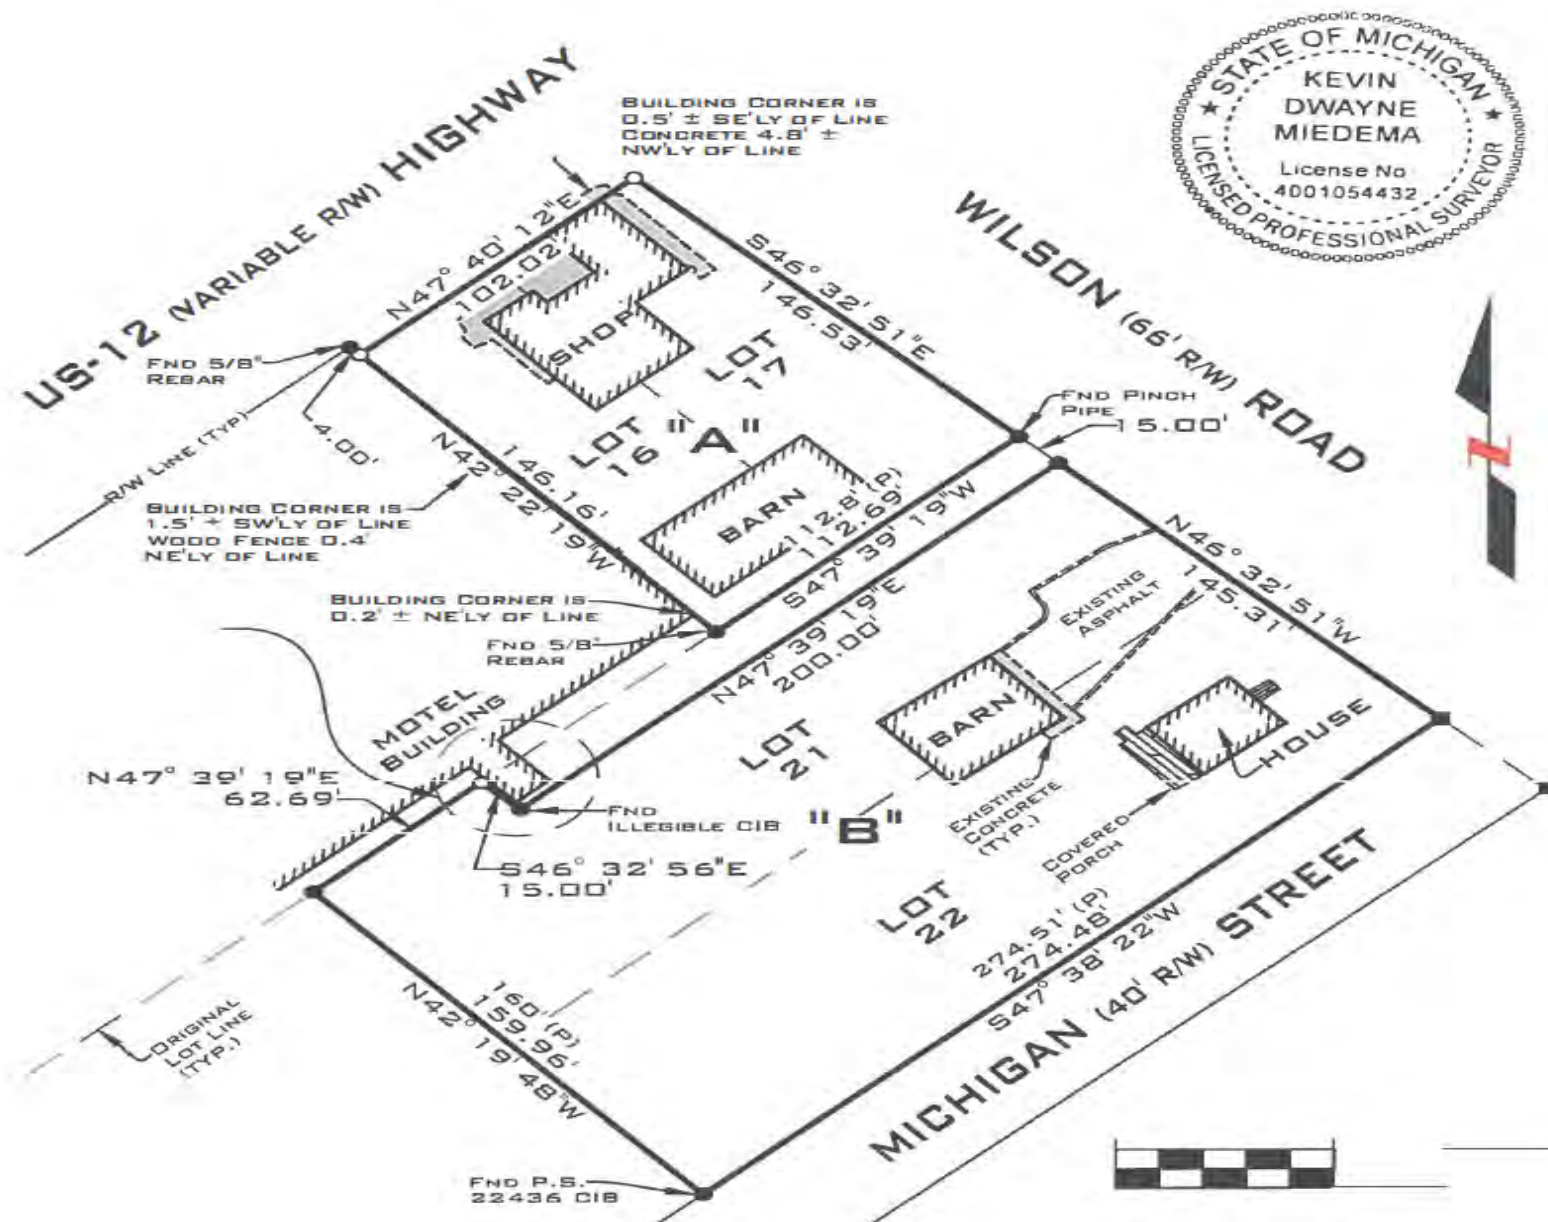 STATE OF MICHIGAN
KEVIN
DWAYNE
MIEDEMA
License No
4001054432
LICENSED PROFESSIONAL SURVEYOR
US-12 (VARIABLE R/W) HIGHWAY
BUILDING CORNER IS
0.5' ± SE'LY OF LINE
CONCRETE 4.8' ±
NW'LY OF LINE
WILSON (66' R/W) ROAD
N47° 40' 12"E
102.02'
S46° 32' 51"E
146.53'
FND 5/8"
REBAR
SHOP
LOT
17
FND PINCH
PIPE
15.00'
R/W LINE (TYP)
4.00'
LOT
16
"A"
N42° 22' 19"W
146.16'
BUILDING CORNER IS
1.5' ± SW'LY OF LINE
WOOD FENCE 0.4'
NE'LY OF LINE
BARN
112.8' (P)
112.69'
S47° 39' 19"W
N46° 32' 51"W
145.31'
BUILDING CORNER IS
0.2' ± NE'LY OF LINE
FND 5/8"
REBAR
N47° 39' 19"E
200.00'
EXISTING
ASPHALT
MOTEL
BUILDING
LOT
21
BARN
HOUSE
N47° 39' 19"E
62.69'
FND
ILLEGIBLE CIB
"B"
EXISTING
CONCRETE
(TYP.)
COVERED
PORCH
S46° 32' 56"E
15.00'
LOT
22
274.51' (P)
274.48'
S47° 38' 22"W
MICHIGAN (40' R/W) STREET
160' (P)
159.96'
N42° 19' 48"W
ORIGINAL
LOT LINE
(TYP.)
FND P.S.
22436 CIB
N